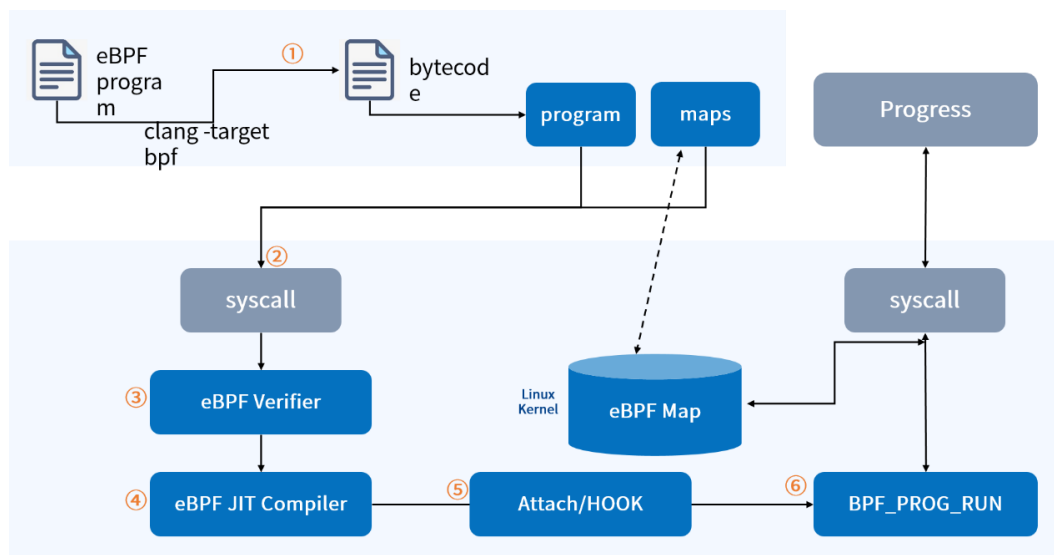 eBPF
progra
m
①
bytecod
e
clang -target
bpf
program
maps
Progress
②
syscall
syscall
③
eBPF Verifier
Linux
Kernel
eBPF Map
④
eBPF JIT Compiler
⑤
Attach/HOOK
⑥
BPF_PROG_RUN